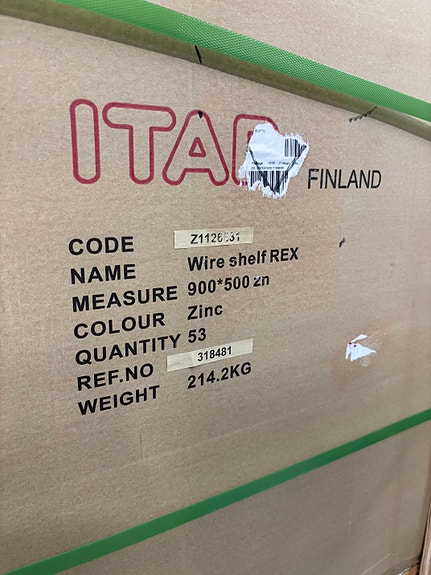 ITAB
FINLAND
CODE
NAME Wire shelf REX
MEASURE 900*500 zn
COLOUR Zinc
QUANTITY 53
REF.NO 318481
WEIGHT 214.2KG